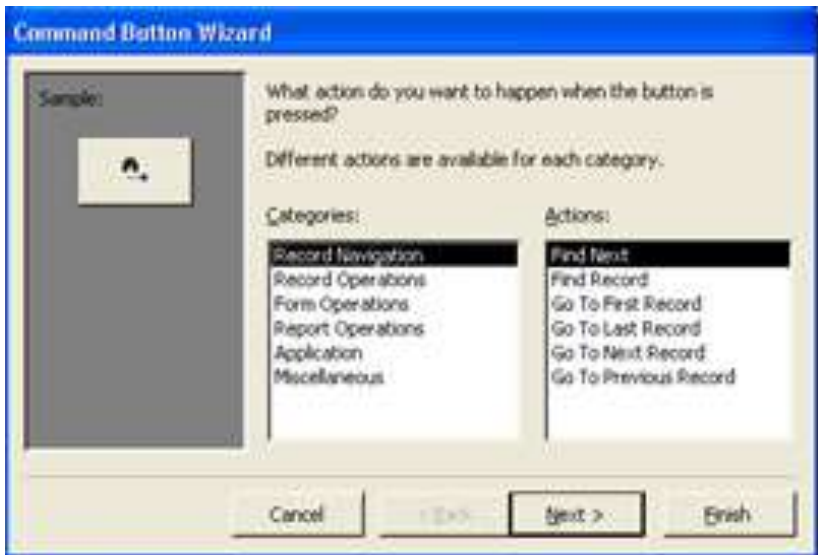 Command Button Wizard
Sample:
What action do you want to happen when the button is
pressed?
Different actions are available for each category.
Categories:
Actions:
Record Navigation
Record Operations
Form Operations
Report Operations
Application
Miscellaneous
Find Next
Find Record
Go To First Record
Go To Last Record
Go To Next Record
Go To Previous Record
Cancel
Next >
Finish